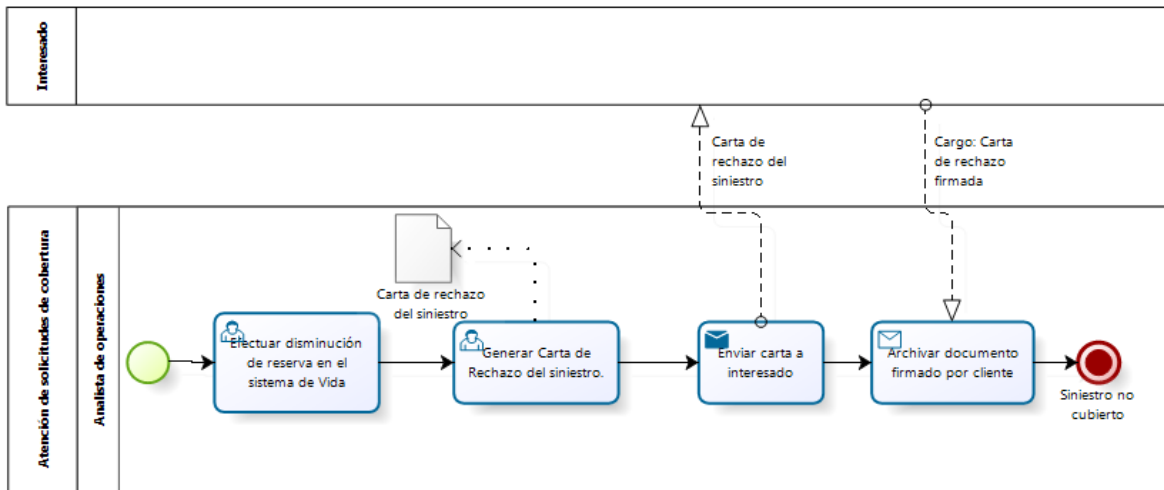 Interesado
Carta de
rechazo del
siniestro
Cargo: Carta
de rechazo
firmada
Atención de solicitudes de cobertura
Analista de operaciones
Carta de rechazo
del siniestro
Efectuar disminución
de reserva en el
sistema de Vida
Generar Carta de
Rechazo del siniestro.
Enviar carta a
interesado
Archivar documento
firmado por cliente
Siniestro no
cubierto